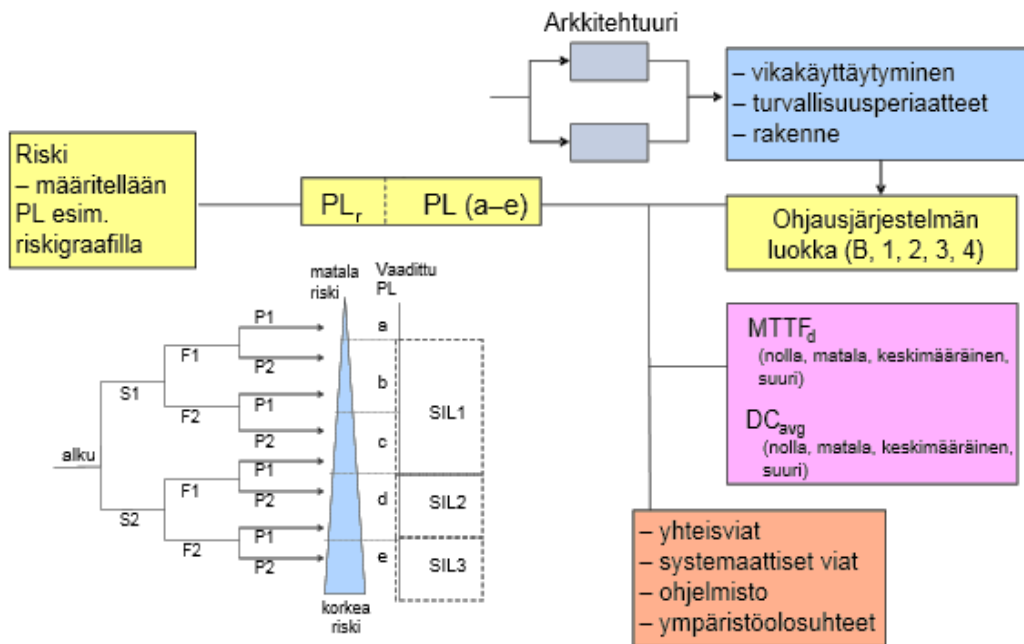 Arkkitehtuuri
– vikakäyttäytyminen
– turvallisuusperiaatteet
– rakenne
Riski
– määritellään
PL esim.
riskigraafilla
PLr
PL (a–e)
Ohjausjärjestelmän
luokka (B, 1, 2, 3, 4)
MTTFd
(nolla, matala, keskimääräinen,
suuri)
DCavg
(nolla, matala, keskimääräinen,
suuri)
– yhteisviat
– systemaattiset viat
– ohjelmisto
– ympäristöolosuhteet
matala
riski
Vaadittu
PL
alku
S1
S2
F1
F2
F1
F2
P1
P2
P1
P2
P1
P2
P1
P2
a
b
c
d
e
SIL1
SIL2
SIL3
korkea
riski